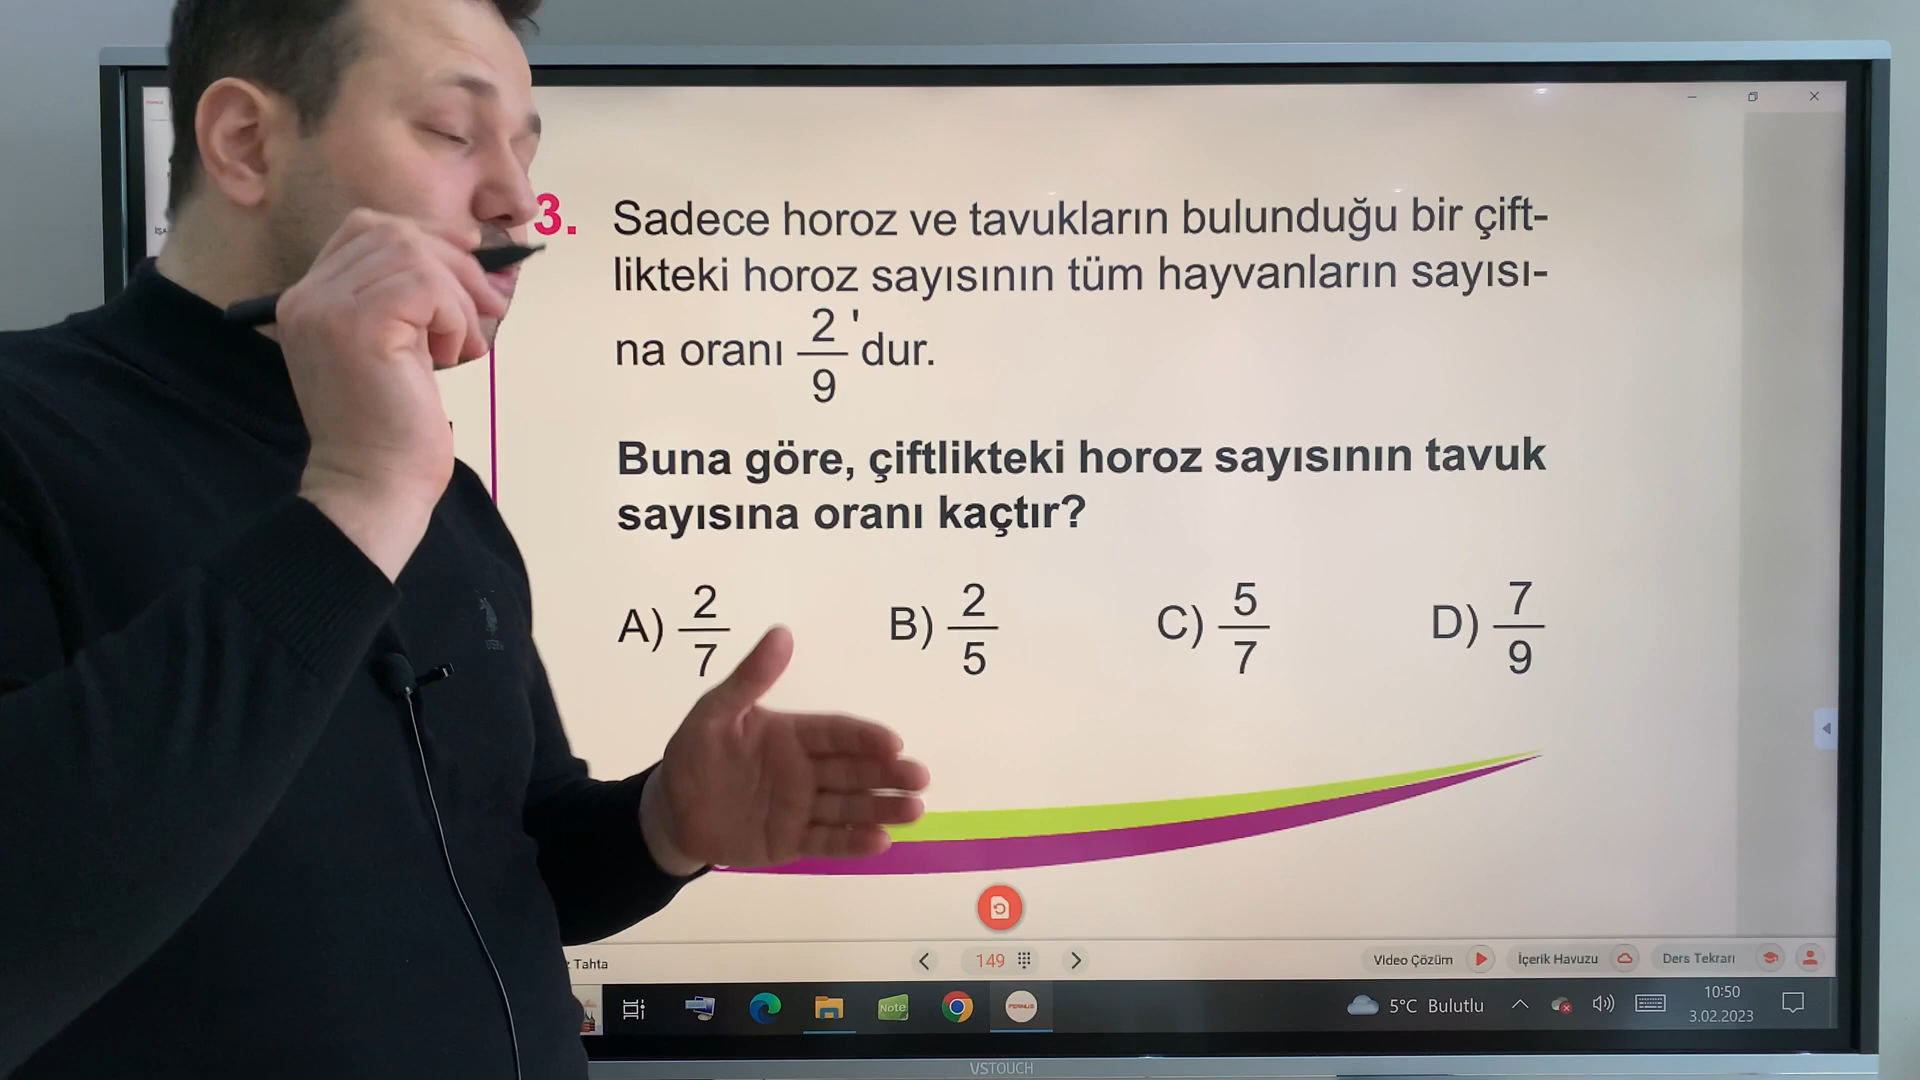 3. Sadece horoz ve tavukların bulunduğu bir çift-
likteki horoz sayısının tüm hayvanların sayısı-
na oranı 2/9'dur.
Buna göre, çiftlikteki horoz sayısının tavuk
sayısına oranı kaçtır?
A) 2/7 B) 2/5 C) 5/7 D) 7/9
Tahta
149
Video Çözüm İçerik Havuzu Ders Tekrarı
Note
5°C Bulutlu
10:50
3.02.2023
VSTOUCH